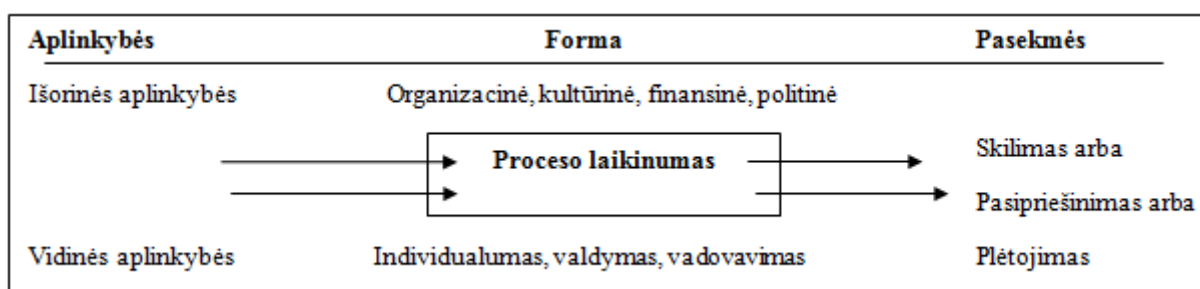 Aplinkybės Forma Pasekmės
Išorinės aplinkybės Organizacinė, kultūrinė, finansinė, politinė
Proceso laikinumas
Skilimas arba
Pasipriešinimas arba
Vidinės aplinkybės Individualumas, valdymas, vadovavimas Plėtojimas